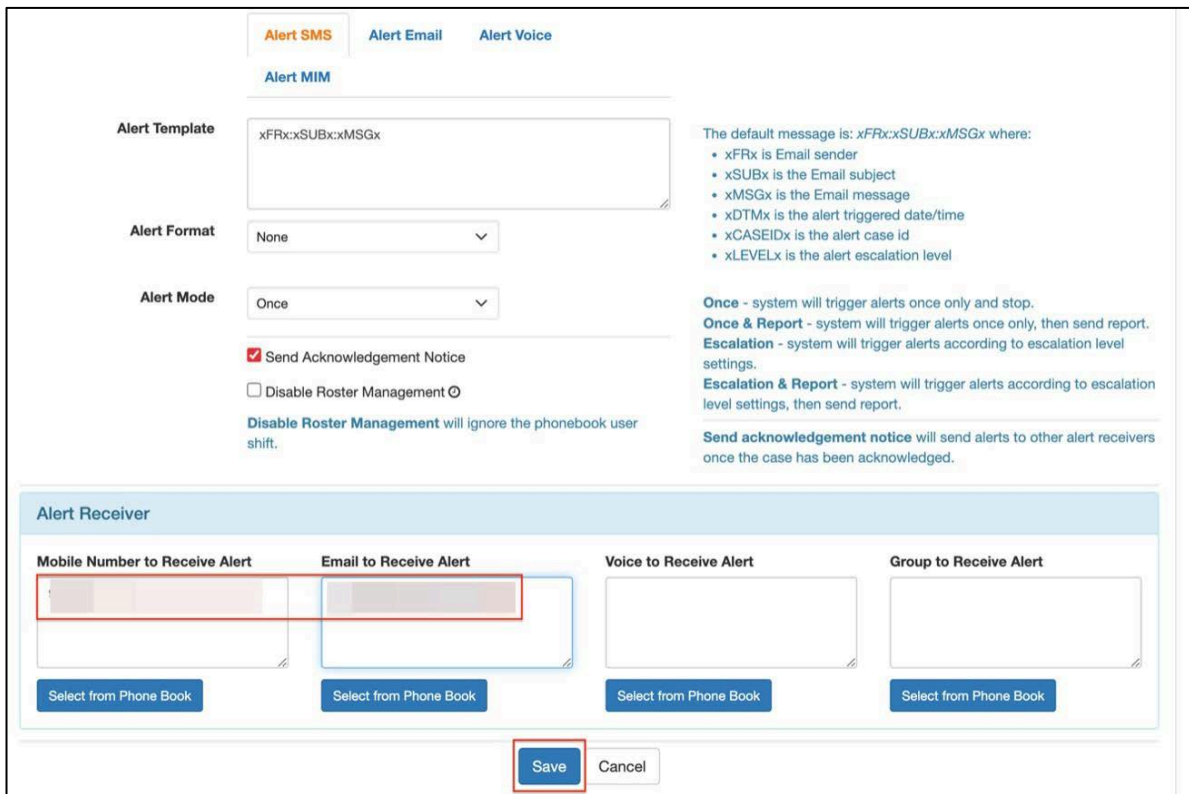 Alert SMS Alert Email Alert Voice
Alert MIM
Alert Template
xFRx:xSUBx:xMSGx
The default message is: xFRx:xSUBx:xMSGx where:
• xFRx is Email sender
• xSUBx is the Email subject
• xMSGx is the Email message
• xDTMx is the alert triggered date/time
• xCASEIDx is the alert case id
• xLEVELx is the alert escalation level
Alert Format
None
Alert Mode
Once
Once - system will trigger alerts once only and stop.
Once & Report - system will trigger alerts once only, then send report.
Escalation - system will trigger alerts according to escalation level
settings.
Escalation & Report - system will trigger alerts according to escalation
level settings, then send report.
Send Acknowledgement Notice
Disable Roster Management
Disable Roster Management will ignore the phonebook user
shift.
Send acknowledgement notice will send alerts to other alert receivers
once the case has been acknowledged.
Alert Receiver
Mobile Number to Receive Alert Email to Receive Alert Voice to Receive Alert Group to Receive Alert
Select from Phone Book Select from Phone Book Select from Phone Book Select from Phone Book
Save Cancel